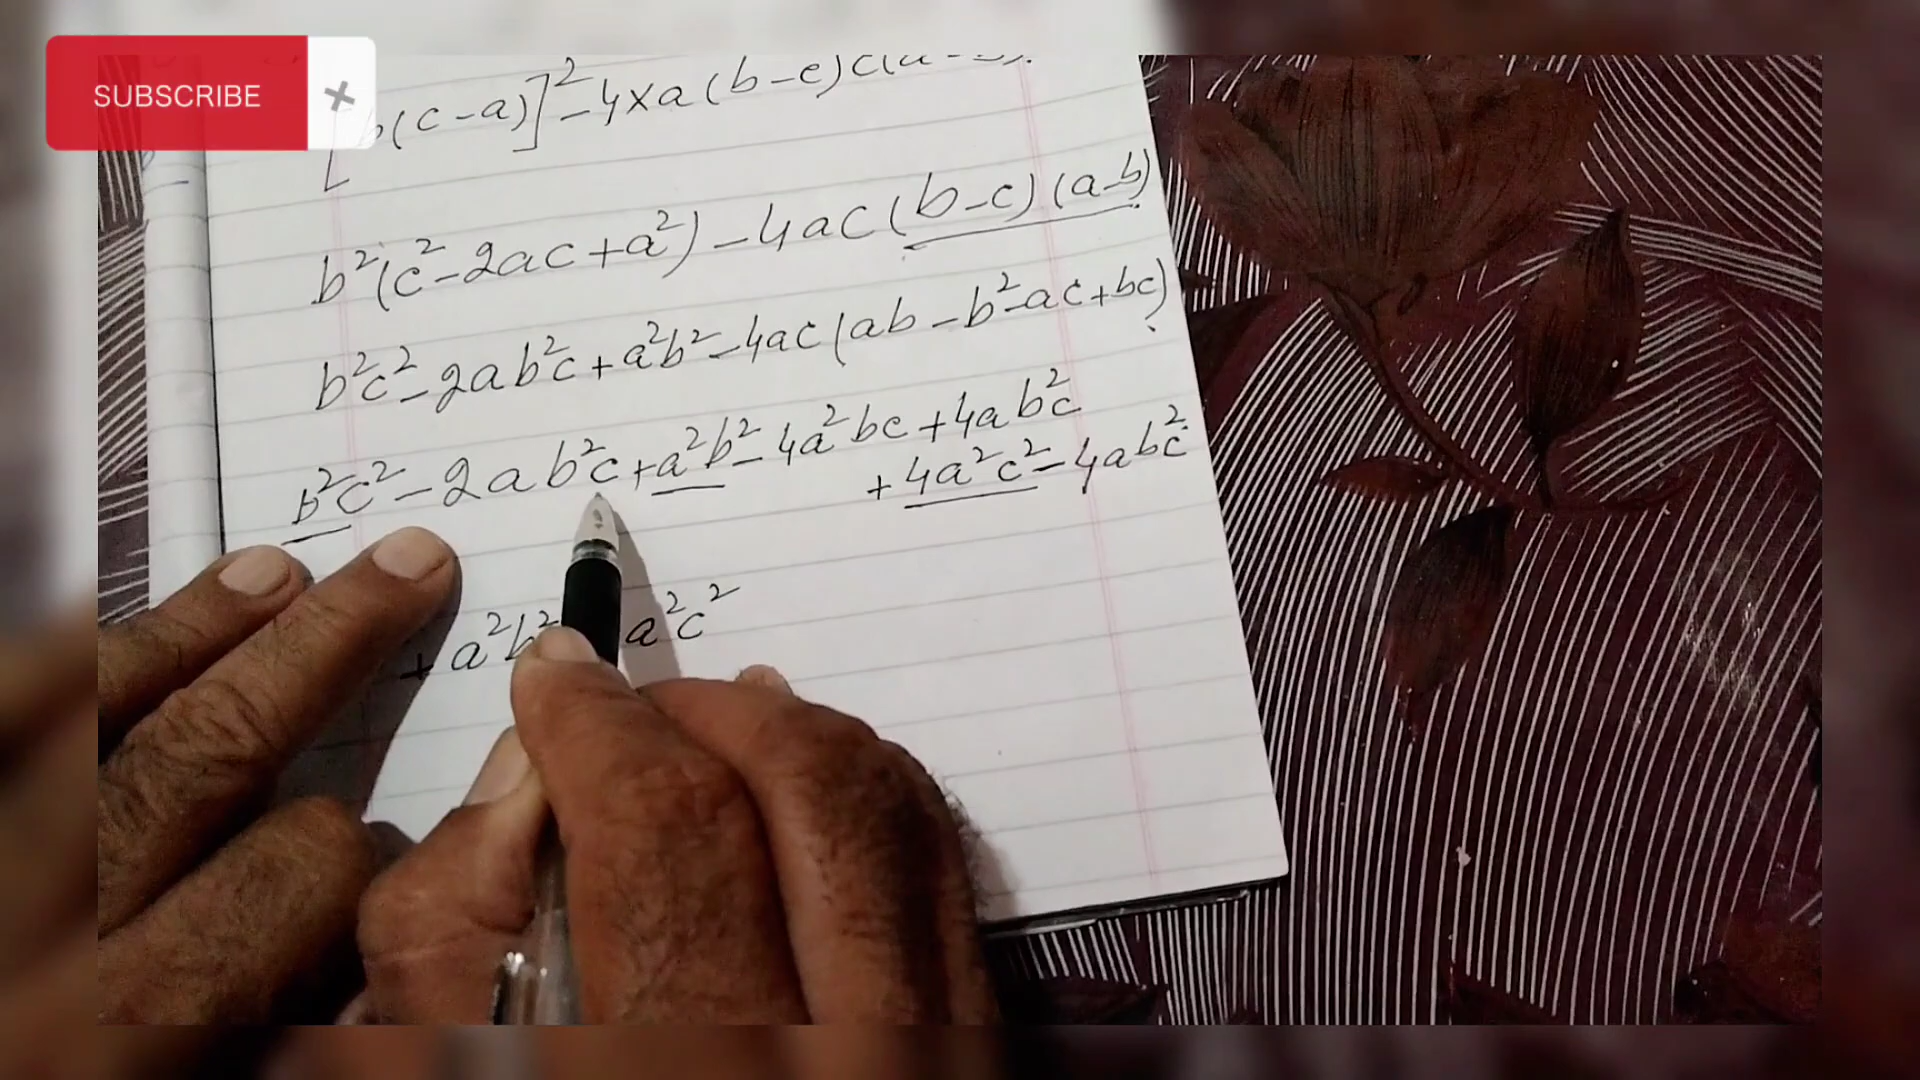 SUBSCRIBE
[b(c-a)]²-4×a(b-c)c(a-b).
b²(c²-2ac+a²)-4ac(b-c)(a-b)
b²c²-2ab²c+a²b²-4ac(ab-b²-ac+bc)
b²c²-2ab²c+a²b²-4a²bc+4ab²c
+4a²c²-4abc²
+a²b² a²c²